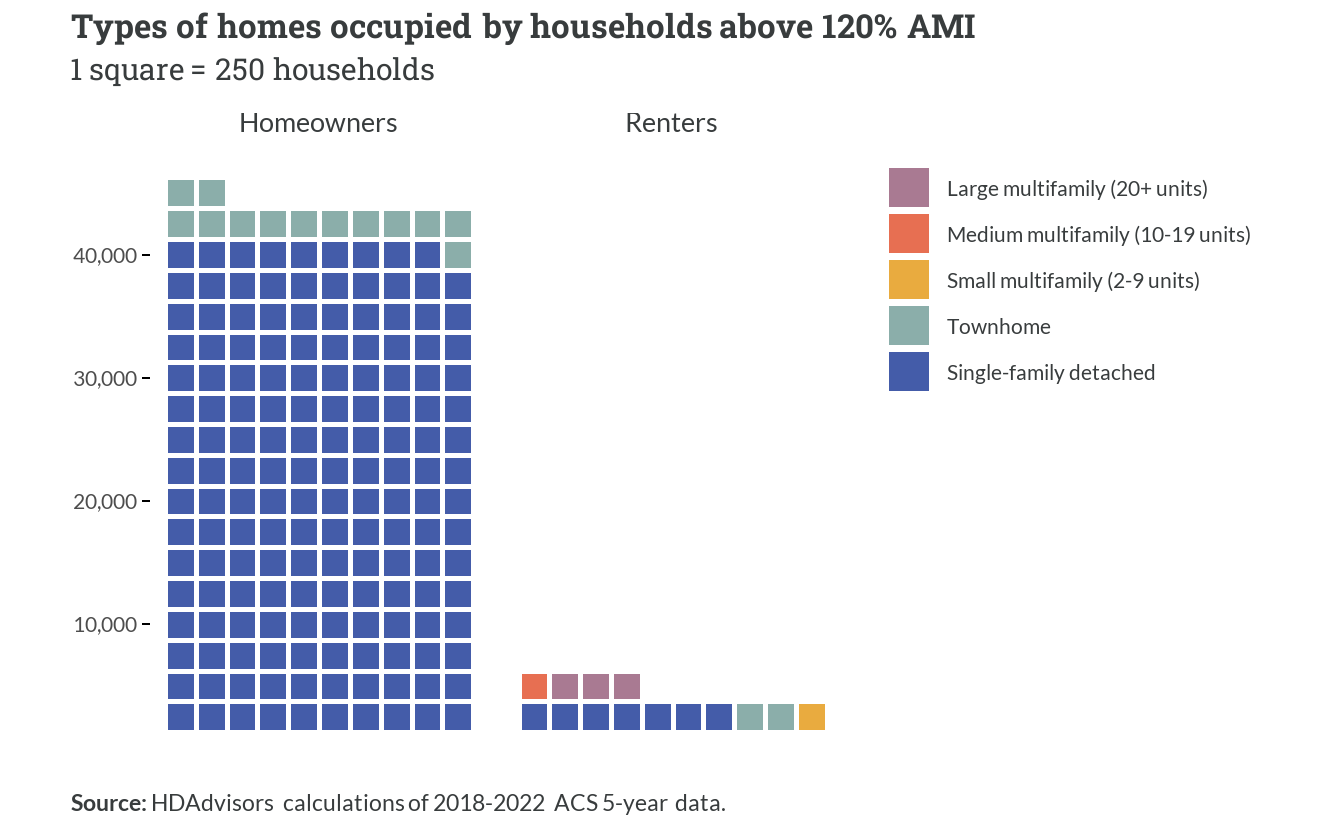 Types of homes occupied by households above 120% AMI
1 square = 250 households
Homeowners
Renters
40,000
30,000
20,000
10,000
Large multifamily (20+ units)
Medium multifamily (10-19 units)
Small multifamily (2-9 units)
Townhome
Single-family detached
Source: HDAdvisors calculations of 2018-2022 ACS 5-year data.